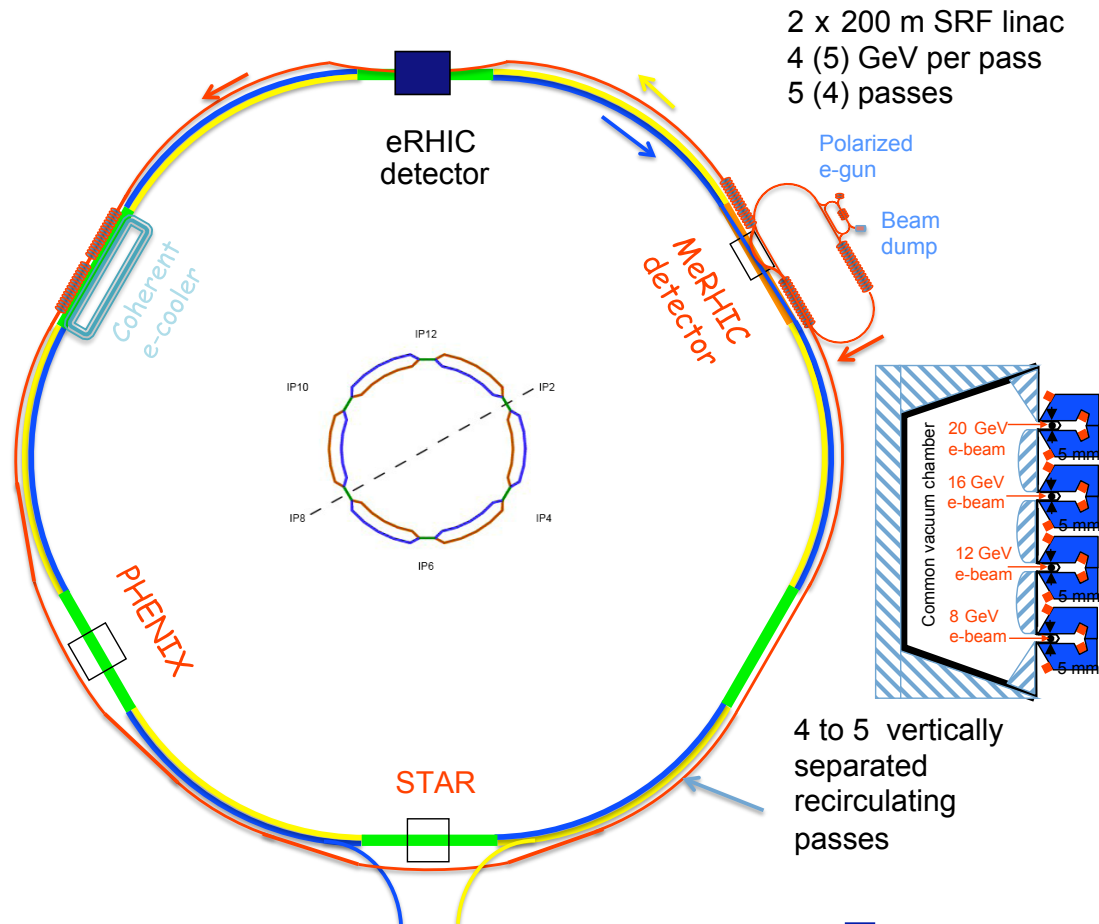 2 x 200 m SRF linac
4 (5) GeV per pass
5 (4) passes
eRHIC
detector
Polarized
e-gun
Beam
dump
MeRHIC
detector
Coherent
e-cooler
IP12
IP10
IP2
IP8
IP4
IP6
Common vacuum chamber
20 GeV
e-beam
5 mm
16 GeV
e-beam
5 mm
12 GeV
e-beam
5 mm
8 GeV
e-beam
5 mm
PHENIX
STAR
4 to 5 vertically
separated
recirculating
passes